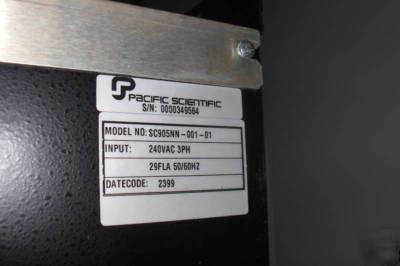 PACIFIC SCIENTIFIC
S/N: 0000349564
MODEL NO: SC905NN-001-01
INPUT: 240VAC 3PH
29FLA 50/60HZ
DATECODE: 2399